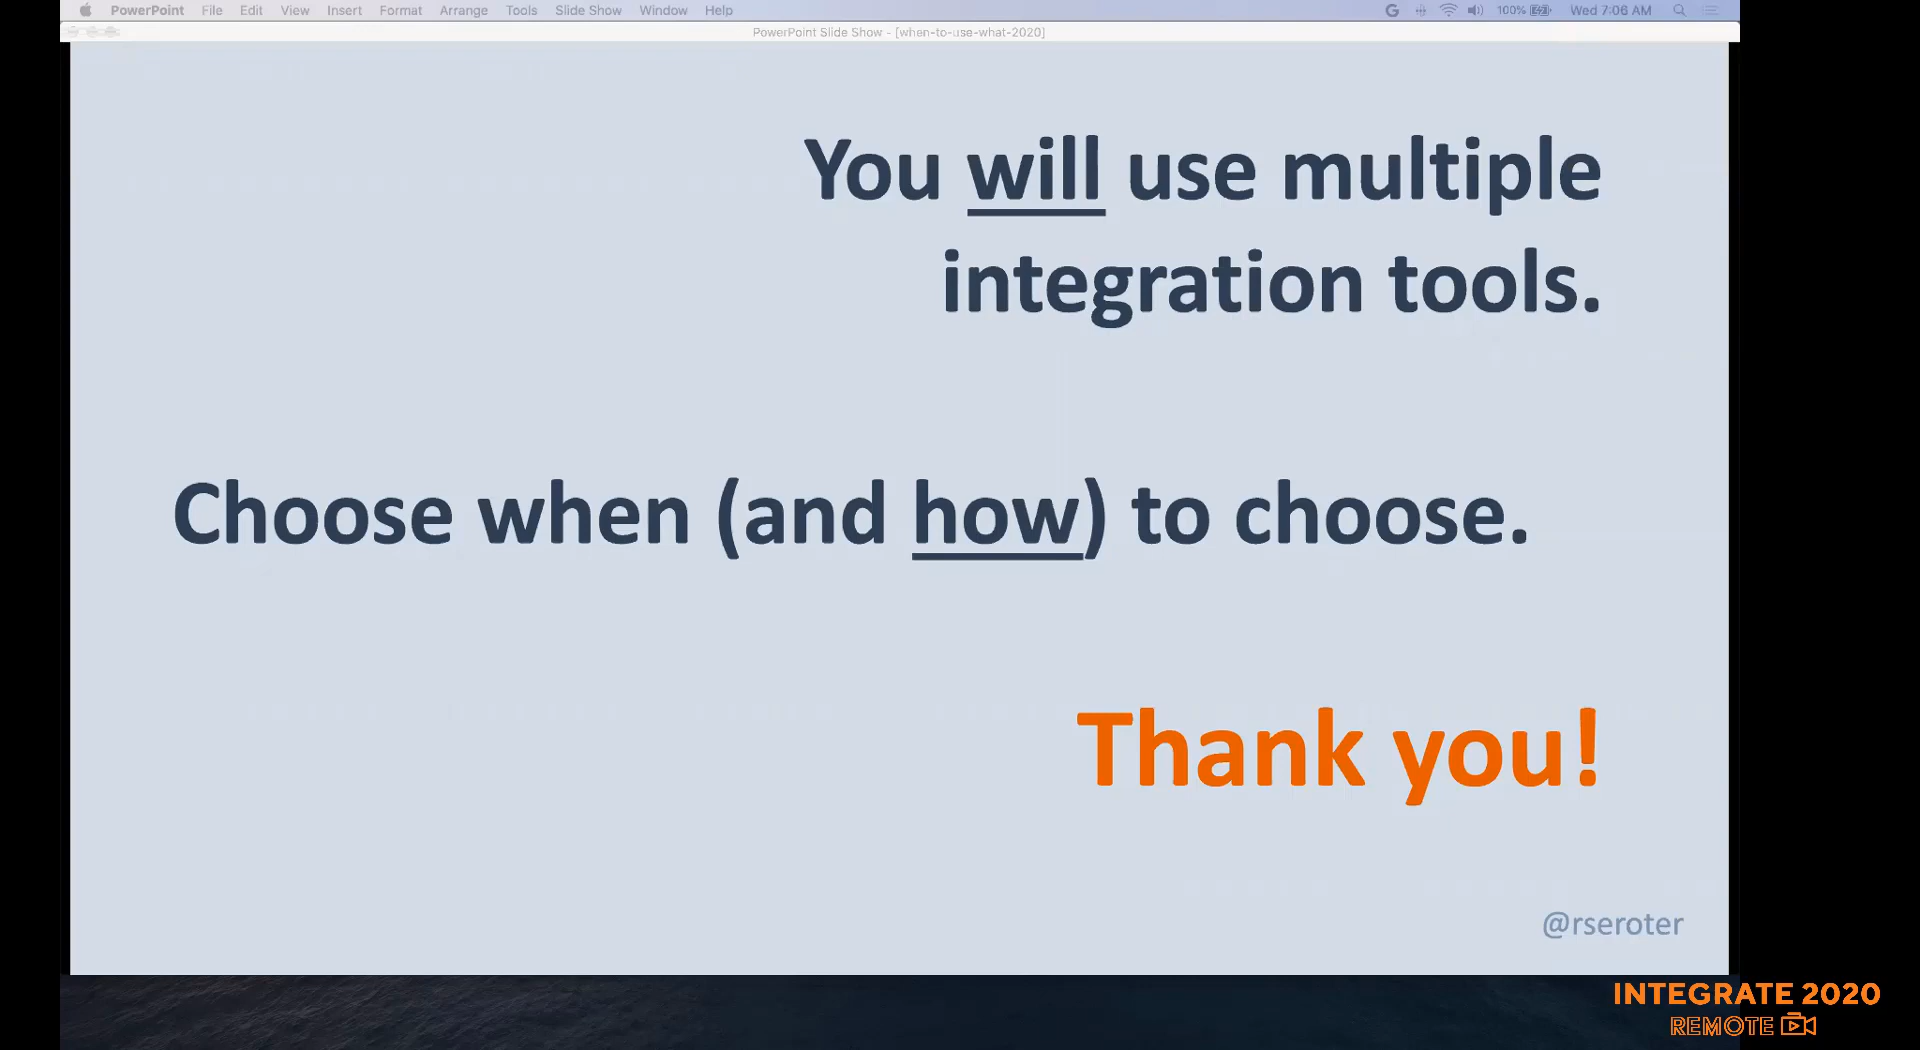 PowerPoint File Edit View Insert Format Arrange Tools Slide Show Window Help 100% Wed 7:06 AM
PowerPoint Slide Show - [when-to-use-what-2020]
You will use multiple
integration tools.
Choose when (and how) to choose.
Thank you!
@rseroter
INTEGRATE 2020
REMOTE